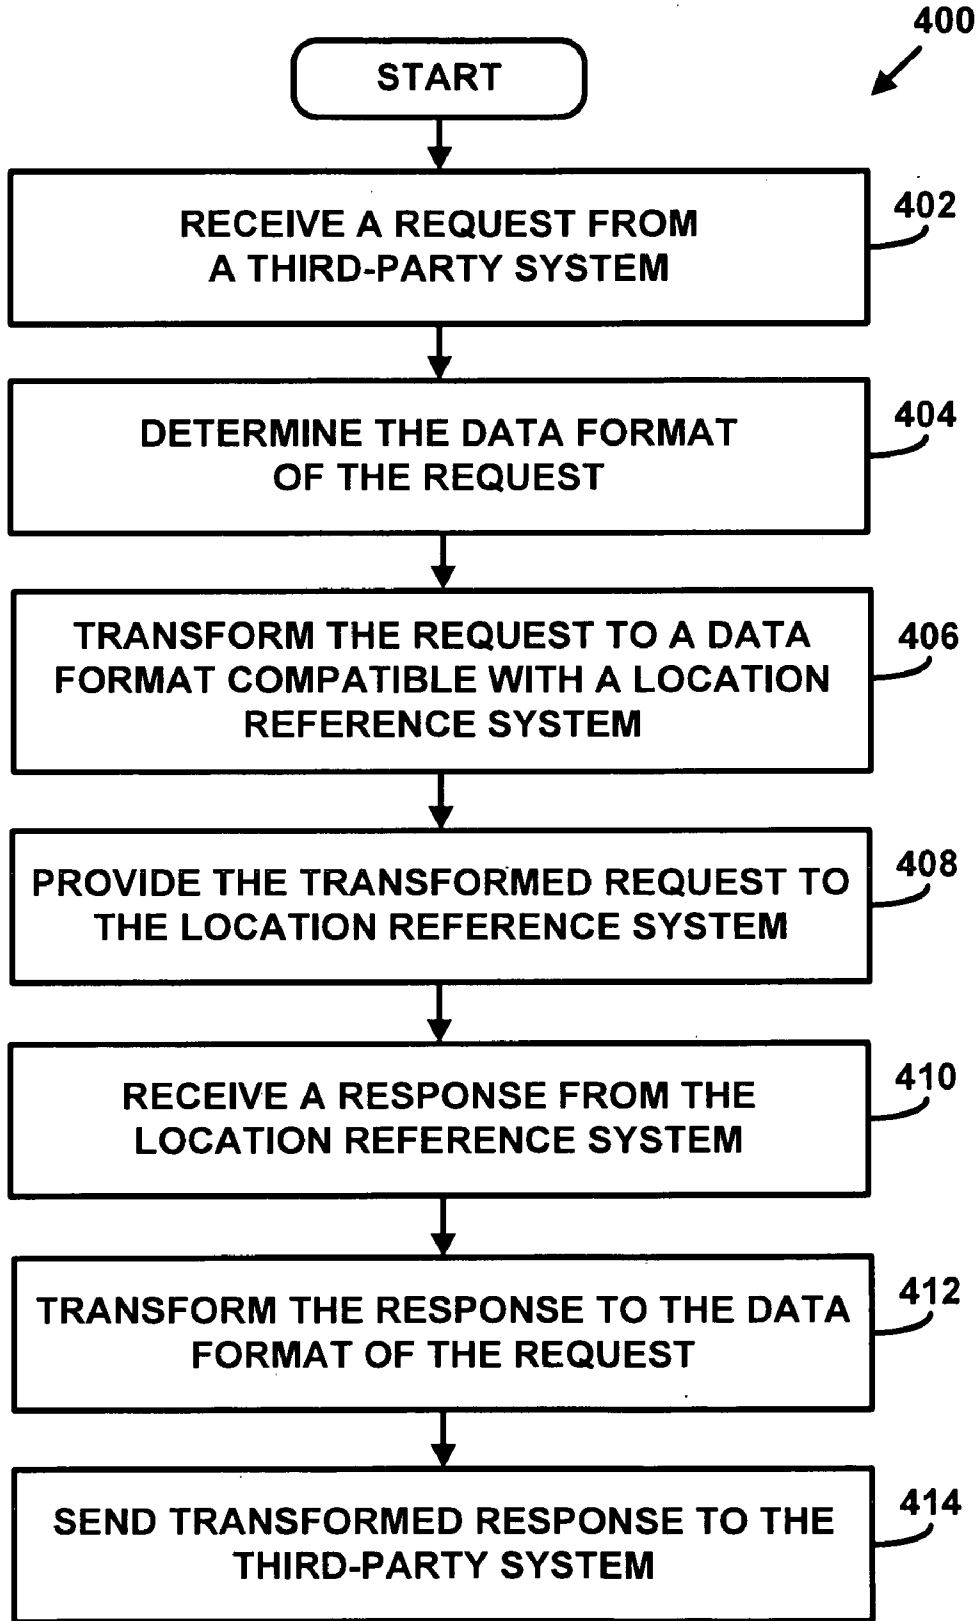 400
START
RECEIVE A REQUEST FROM
A THIRD-PARTY SYSTEM
402
DETERMINE THE DATA FORMAT
OF THE REQUEST
404
TRANSFORM THE REQUEST TO A DATA
FORMAT COMPATIBLE WITH A LOCATION
REFERENCE SYSTEM
406
PROVIDE THE TRANSFORMED REQUEST TO
THE LOCATION REFERENCE SYSTEM
408
RECEIVE A RESPONSE FROM THE
LOCATION REFERENCE SYSTEM
410
TRANSFORM THE RESPONSE TO THE DATA
FORMAT OF THE REQUEST
412
SEND TRANSFORMED RESPONSE TO THE
THIRD-PARTY SYSTEM
414